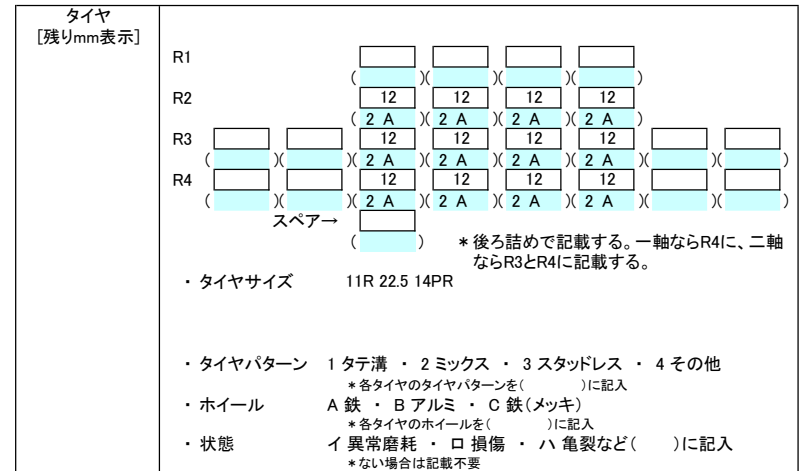 タイヤ
[残りmm表示]
R1
( )( )( )( )
R2 12 12 12 12
( 2 A )( 2 A )( 2 A )( 2 A )
R3 12 12 12 12
( )( )( 2 A )( 2 A )( 2 A )( 2 A )( )( )
R4 12 12 12 12
( )( )( 2 A )( 2 A )( 2 A )( 2 A )( )( )
スペア→
( )
*後ろ詰めで記載する。一軸ならR4に、二軸
ならR3とR4に記載する。
・タイヤサイズ 11R 22.5 14PR
・タイヤパターン 1 タテ溝 ・ 2 ミックス ・ 3 スタッドレス ・ 4 その他
*各タイヤのタイヤパターンを( )に記入
・ホイール A 鉄 ・ B アルミ ・ C 鉄(メッキ)
*各タイヤのホイールを( )に記入
・状態 イ 異常磨耗 ・ ロ 損傷 ・ ハ 亀裂など( )に記入
*ない場合は記載不要